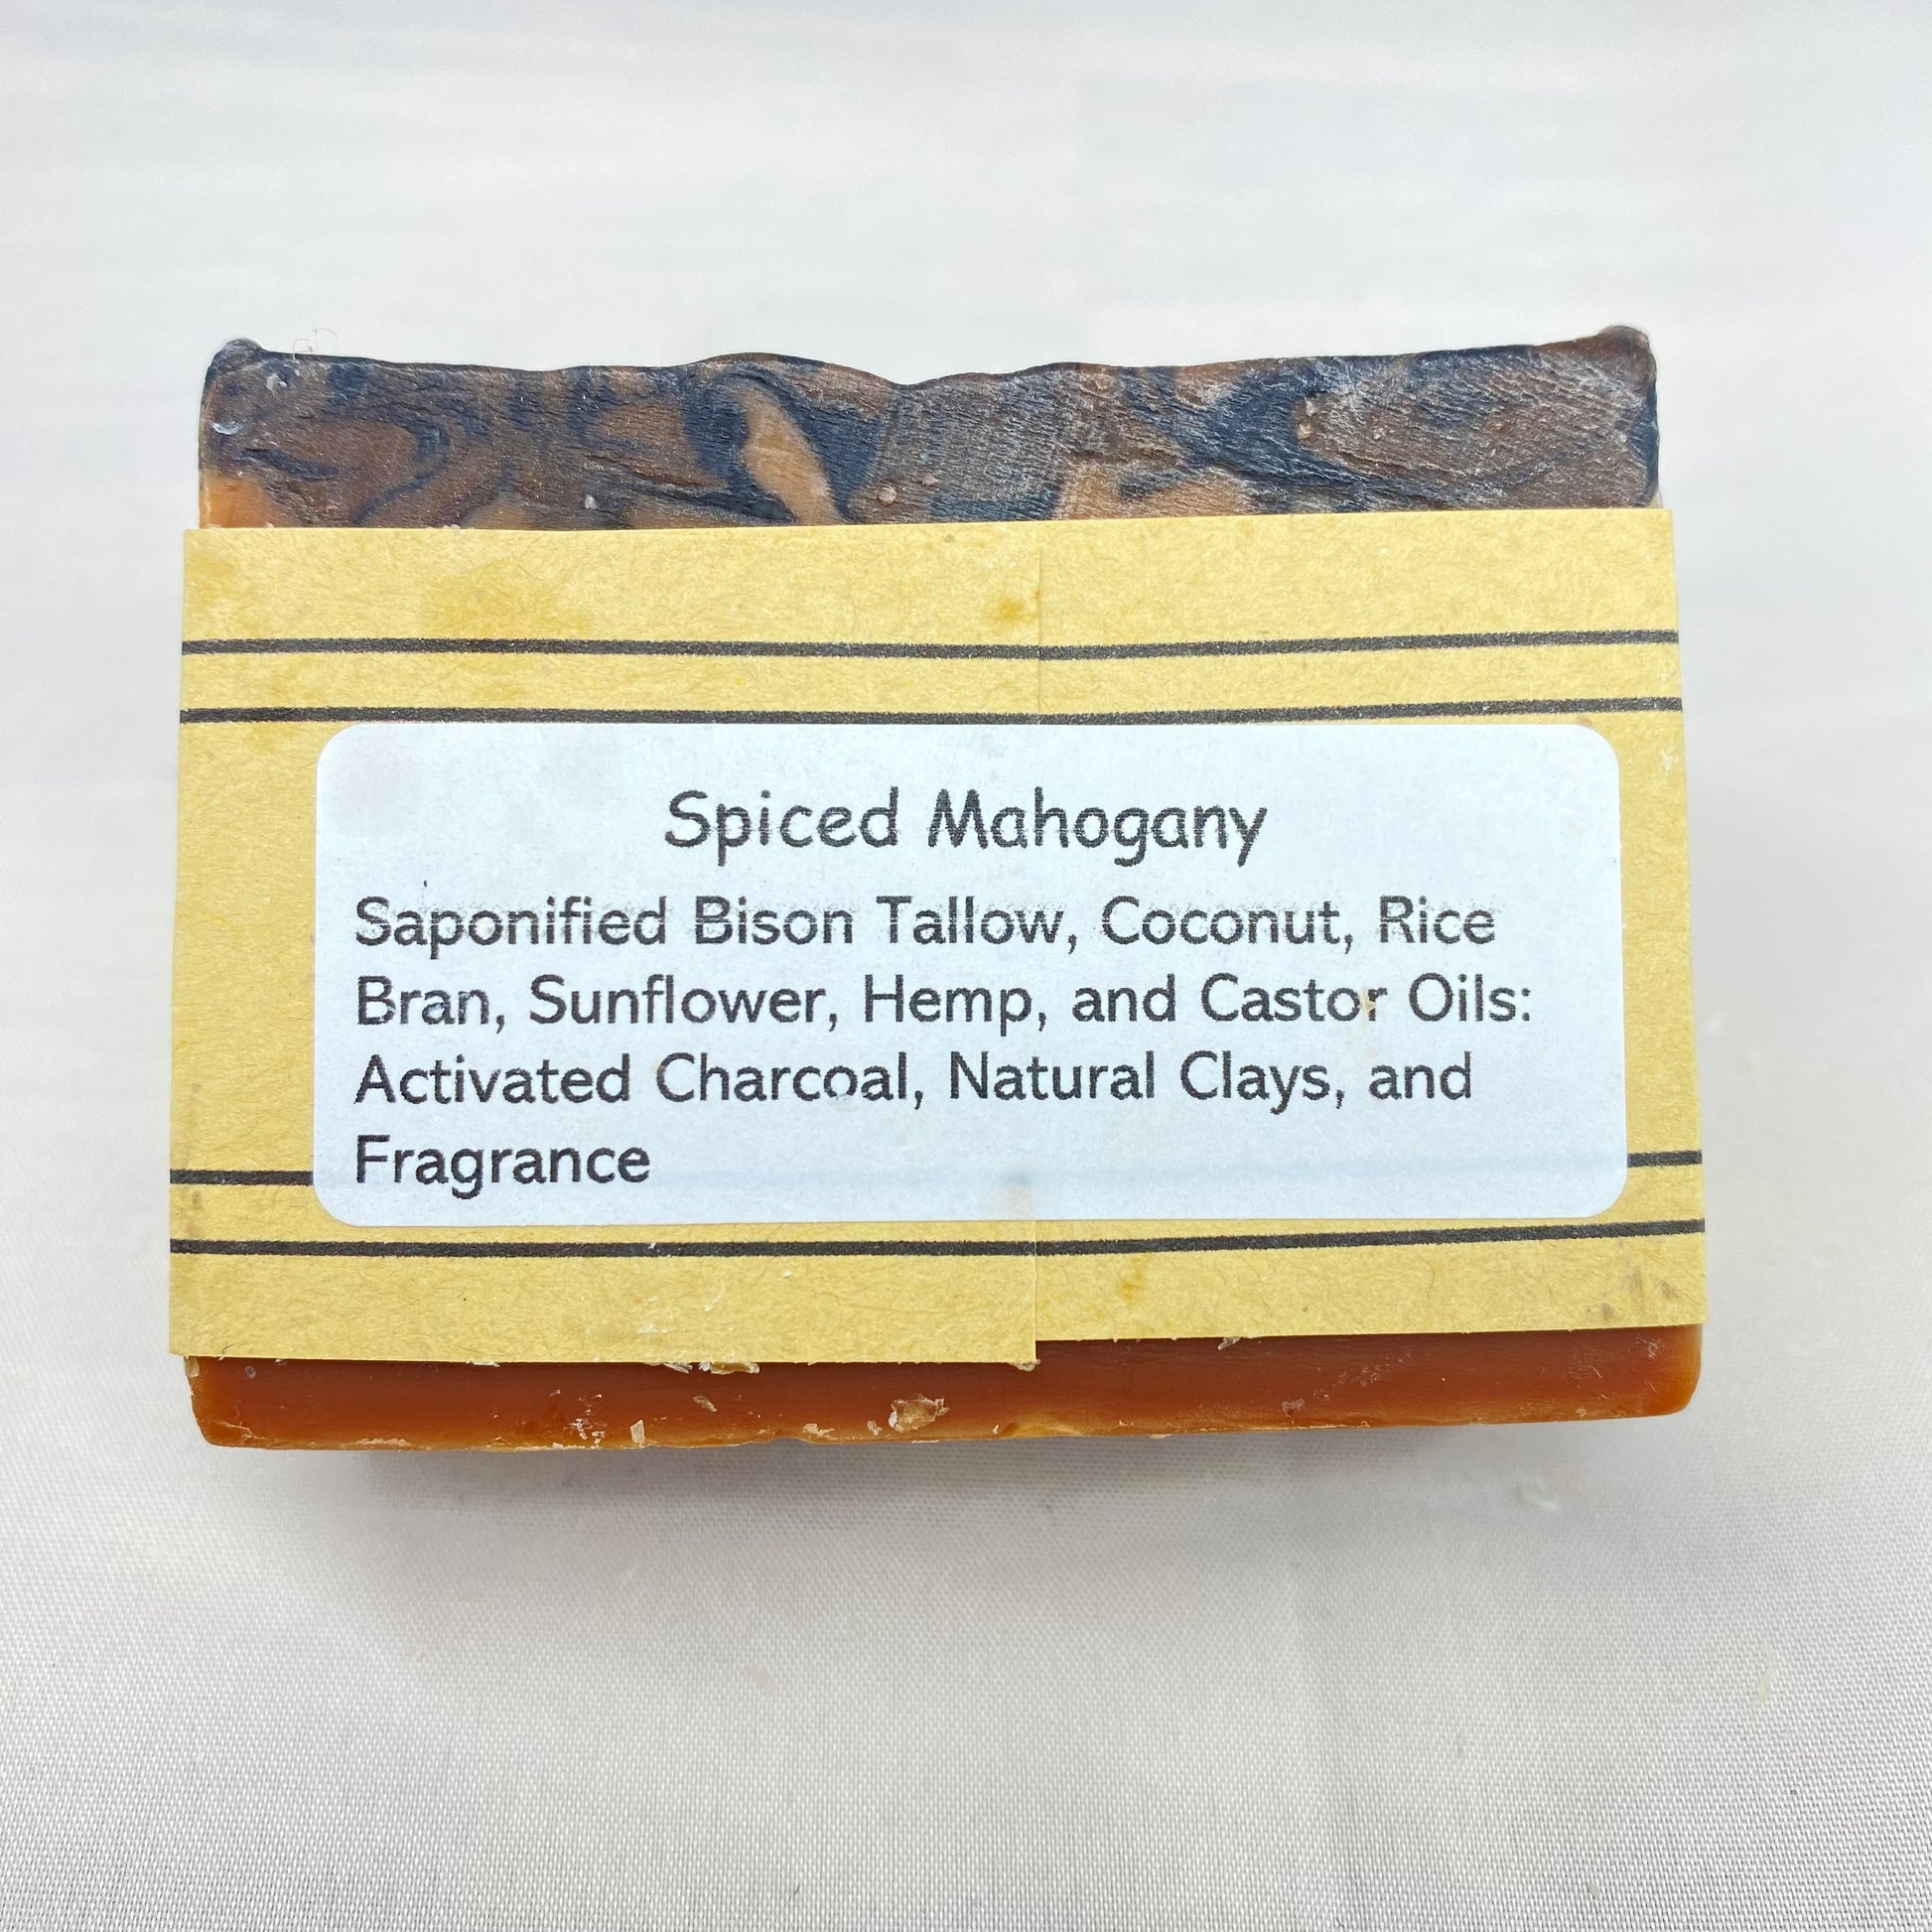 Spiced Mahogany
Saponified Bison Tallow, Coconut, Rice
Bran, Sunflower, Hemp, and Castor Oils:
Activated Charcoal, Natural Clays, and
Fragrance